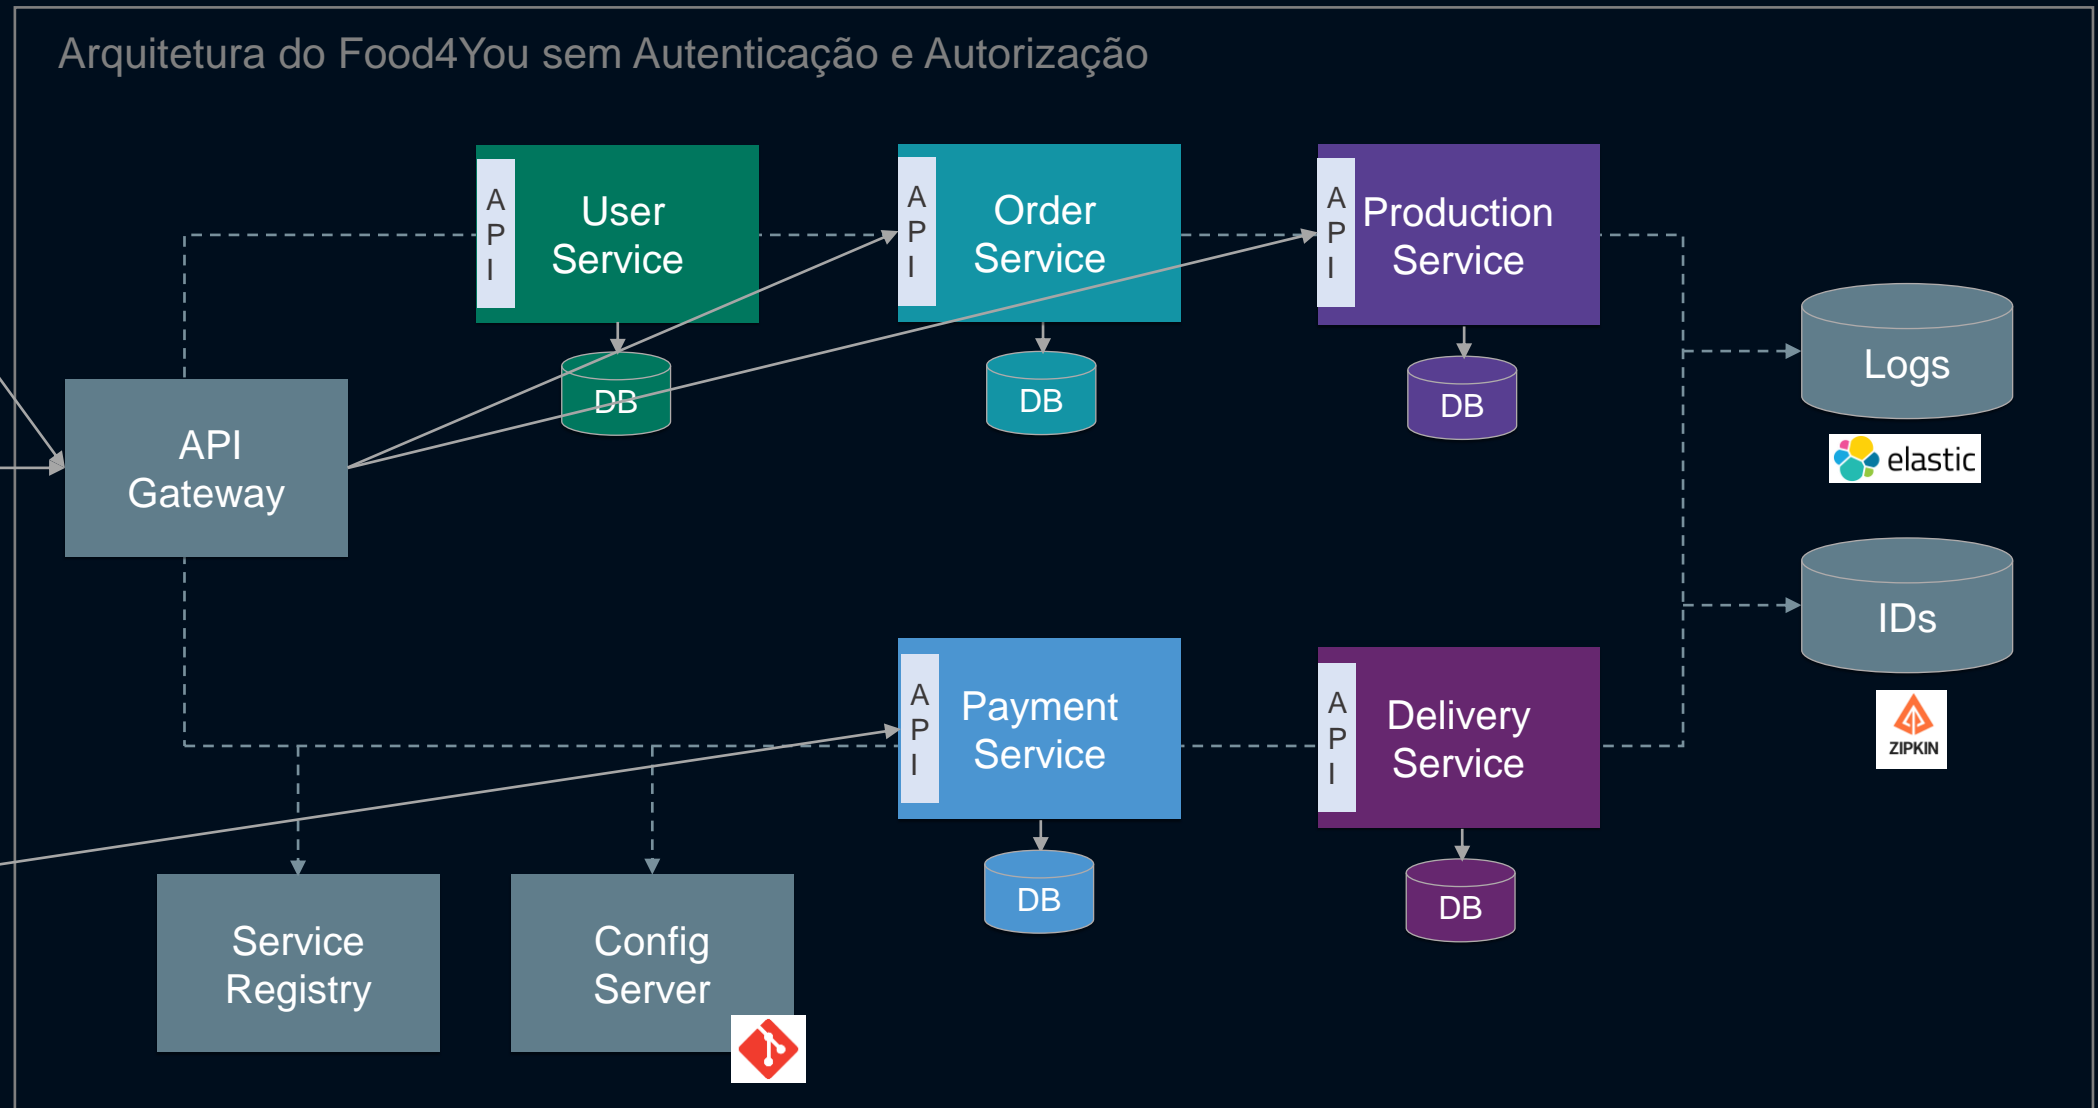 Arquitetura do Food4You sem Autenticação e Autorização
A
P
I
User
Service
DB
A
P
I
Order
Service
DB
A
P
I
Production
Service
DB
Logs
elastic
API
Gateway
IDs
ZIPKIN
A
P
I
Payment
Service
DB
A
P
I
Delivery
Service
DB
Service
Registry
Config
Server